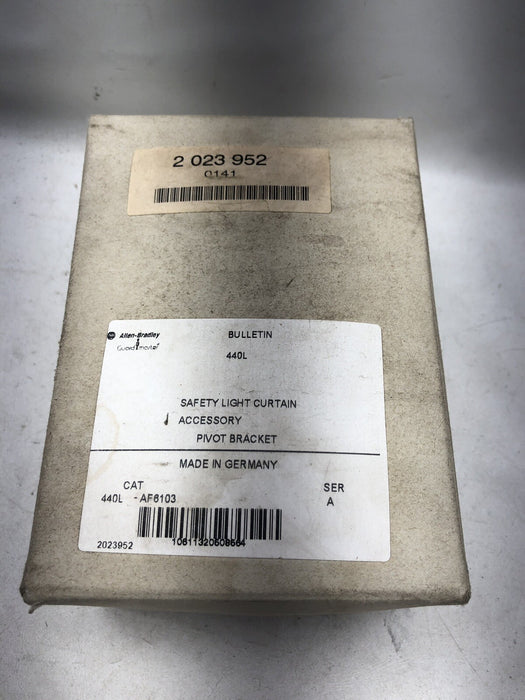 2 023 952
0141
Allen-Bradley
BULLETIN
Guardmaster
440L
SAFETY LIGHT CURTAIN
ACCESSORY
PIVOT BRACKET
MADE IN GERMANY
CAT
SER
440L -AF6103
A
2023952